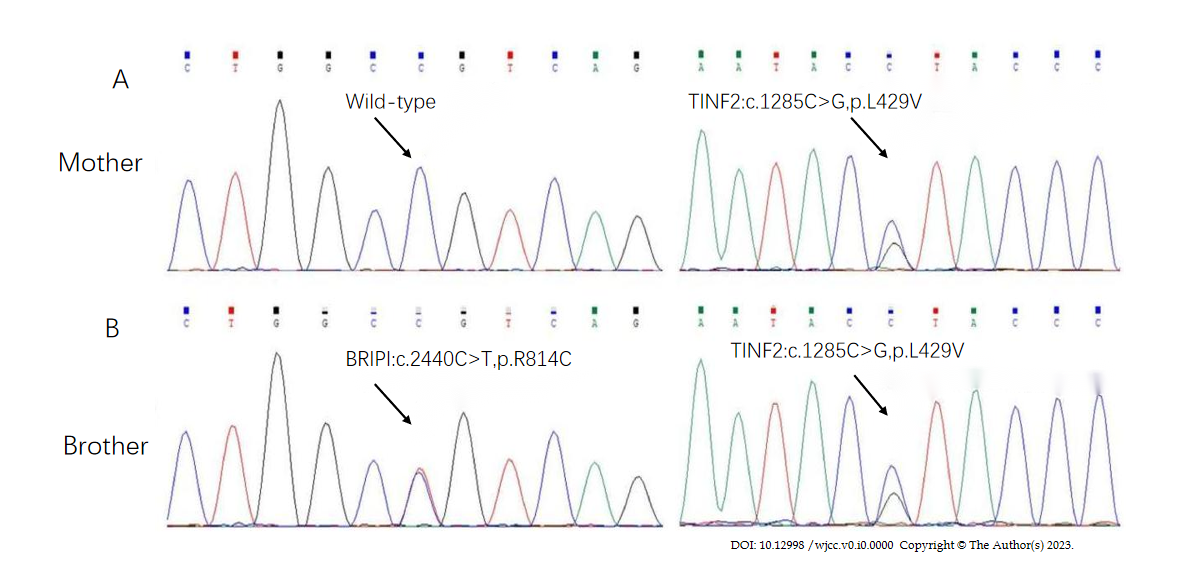 C T G G C C G T C A G A A T A C C T A C C C
A
Wild-type
TINF2:c.1285C>G,p.L429V
Mother
C T G G C C G T C A G A A T A C C T A C C C
B
BRIPI:c.2440C>T,p.R814C
TINF2:c.1285C>G,p.L429V
Brother
DOI: 10.12998 /wjcc.v0.i0.0000 Copyright © The Author(s) 2023.